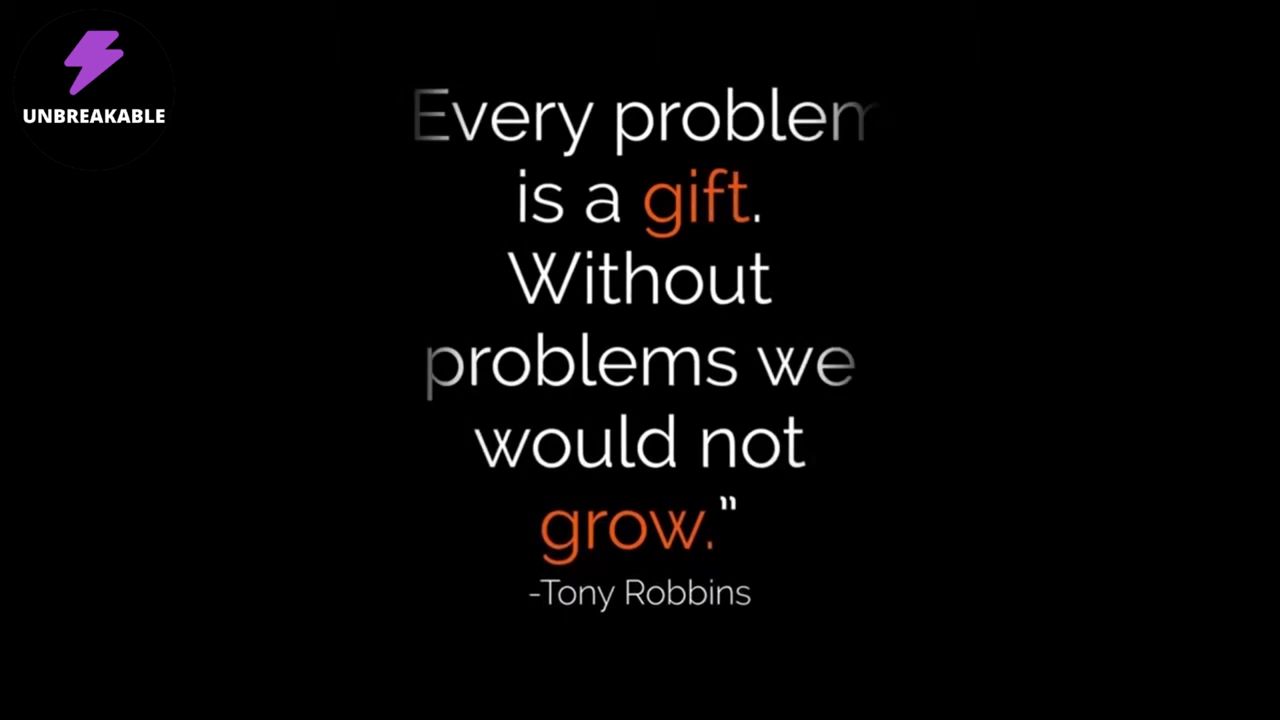 UNBREAKABLE
Every problem
is a gift.
Without
problems we
would not
grow.”
-Tony Robbins